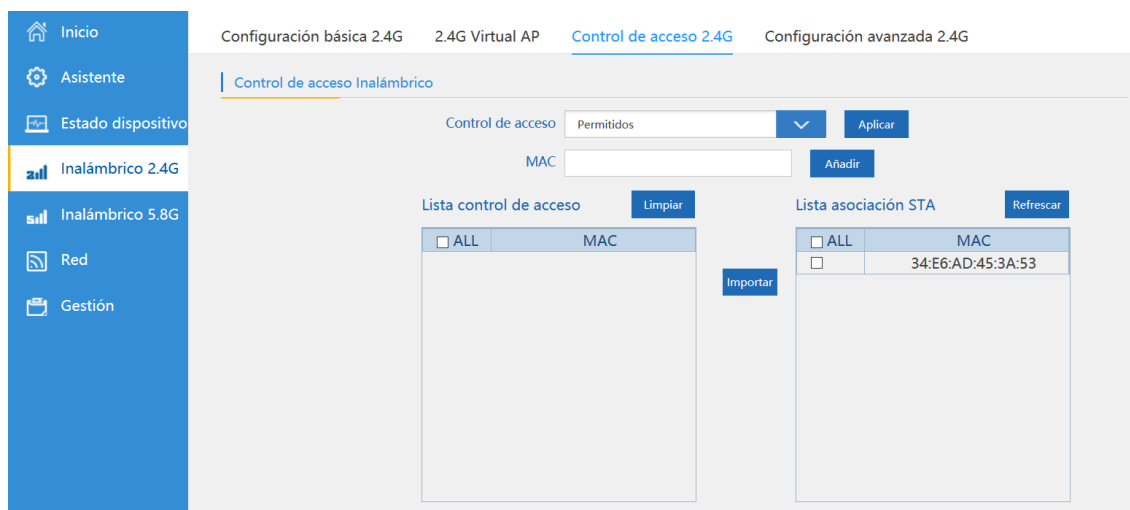 Inicio
Asistente
Estado dispositivo
Inalámbrico 2.4G
Inalámbrico 5.8G
Red
Gestión
Configuración básica 2.4G 2.4G Virtual AP Control de acceso 2.4G Configuración avanzada 2.4G
Control de acceso Inalámbrico
Control de acceso Permitidos Aplicar
MAC Añadir
Lista control de acceso Limpiar
ALL MAC
Importar
Lista asociación STA Refrescar
ALL MAC
34:E6:AD:45:3A:53